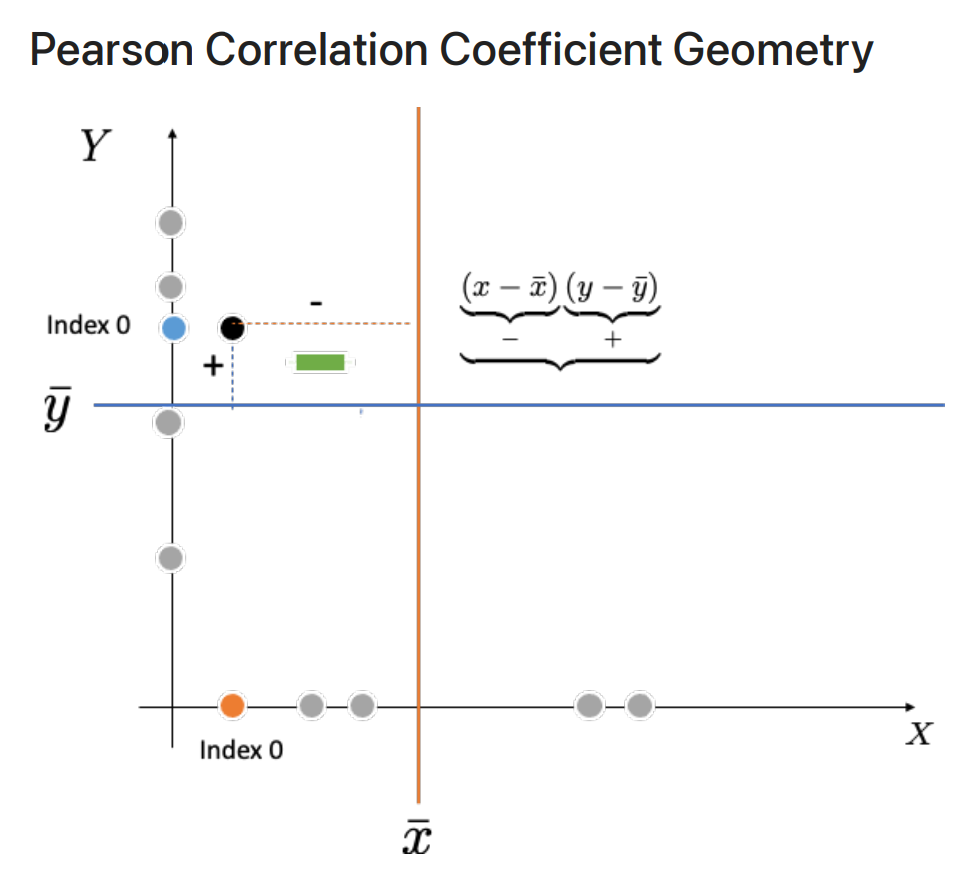 Pearson Correlation Coefficient Geometry
Y
(x − x̄)(y − ȳ)
-
Index 0
− +
+
ȳ
X
Index 0
x̄